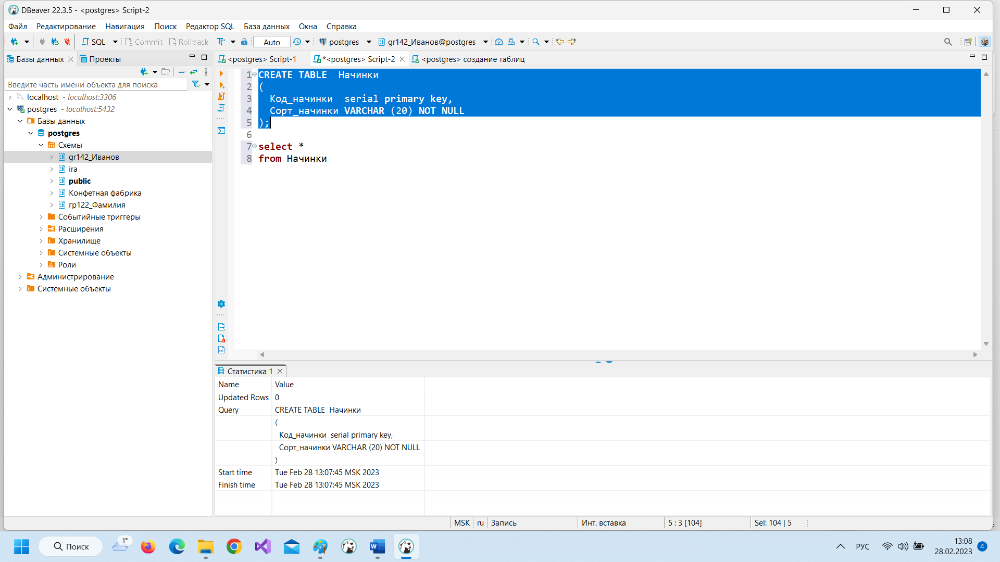 DBeaver 22.3.5 - <postgres> Script-2
Файл Редактирование Навигация Поиск Редактор SQL База данных Окна Справка
SQL Commit Rollback Auto postgres gr142_Иванов@postgres
Базы данных Проекты
<postgres> Script-1 *<postgres> Script-2 <postgres> создание таблиц
Введите часть имени объекта для поиска
localhost - localhost:3306
postgres - localhost:5432
Базы данных
postgres
Схемы
gr142_Иванов
ira
public
Конфетная фабрика
гр122_Фамилия
Событийные триггеры
Расширения
Хранилище
Системные объекты
Роли
Администрирование
Системные объекты
1 CREATE TABLE  Начинки
2 (
3   Код_начинки  serial primary key,
4   Сорт_начинки VARCHAR (20) NOT NULL
5 );
6
7 select *
8 from Начинки
Статистика 1
Name Value
Updated Rows 0
Query CREATE TABLE  Начинки
(
Код_начинки  serial primary key,
Сорт_начинки VARCHAR (20) NOT NULL
)
Start time Tue Feb 28 13:07:45 MSK 2023
Finish time Tue Feb 28 13:07:45 MSK 2023
MSK ru Запись Инт. вставка 5 : 3 [104] Sel: 104 | 5
Поиск 1° РУС 13:08
28.02.2023 4